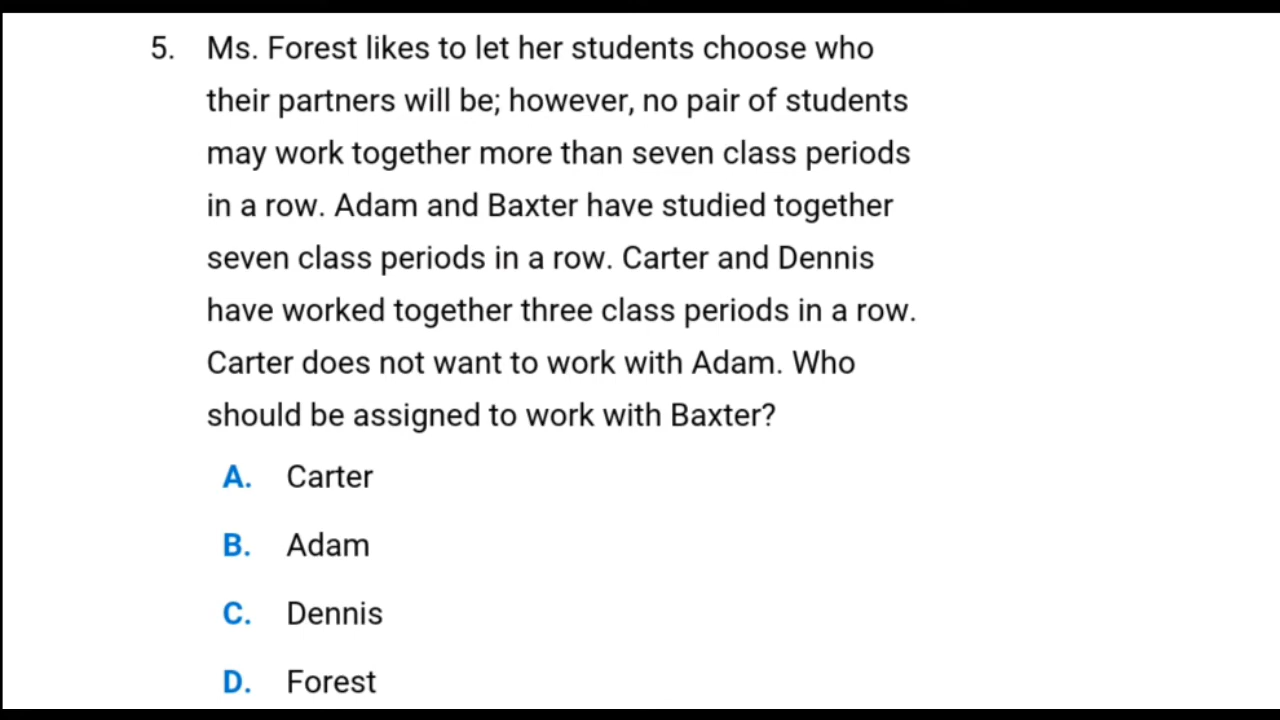 5. Ms. Forest likes to let her students choose who
their partners will be; however, no pair of students
may work together more than seven class periods
in a row. Adam and Baxter have studied together
seven class periods in a row. Carter and Dennis
have worked together three class periods in a row.
Carter does not want to work with Adam. Who
should be assigned to work with Baxter?
A. Carter
B. Adam
C. Dennis
D. Forest